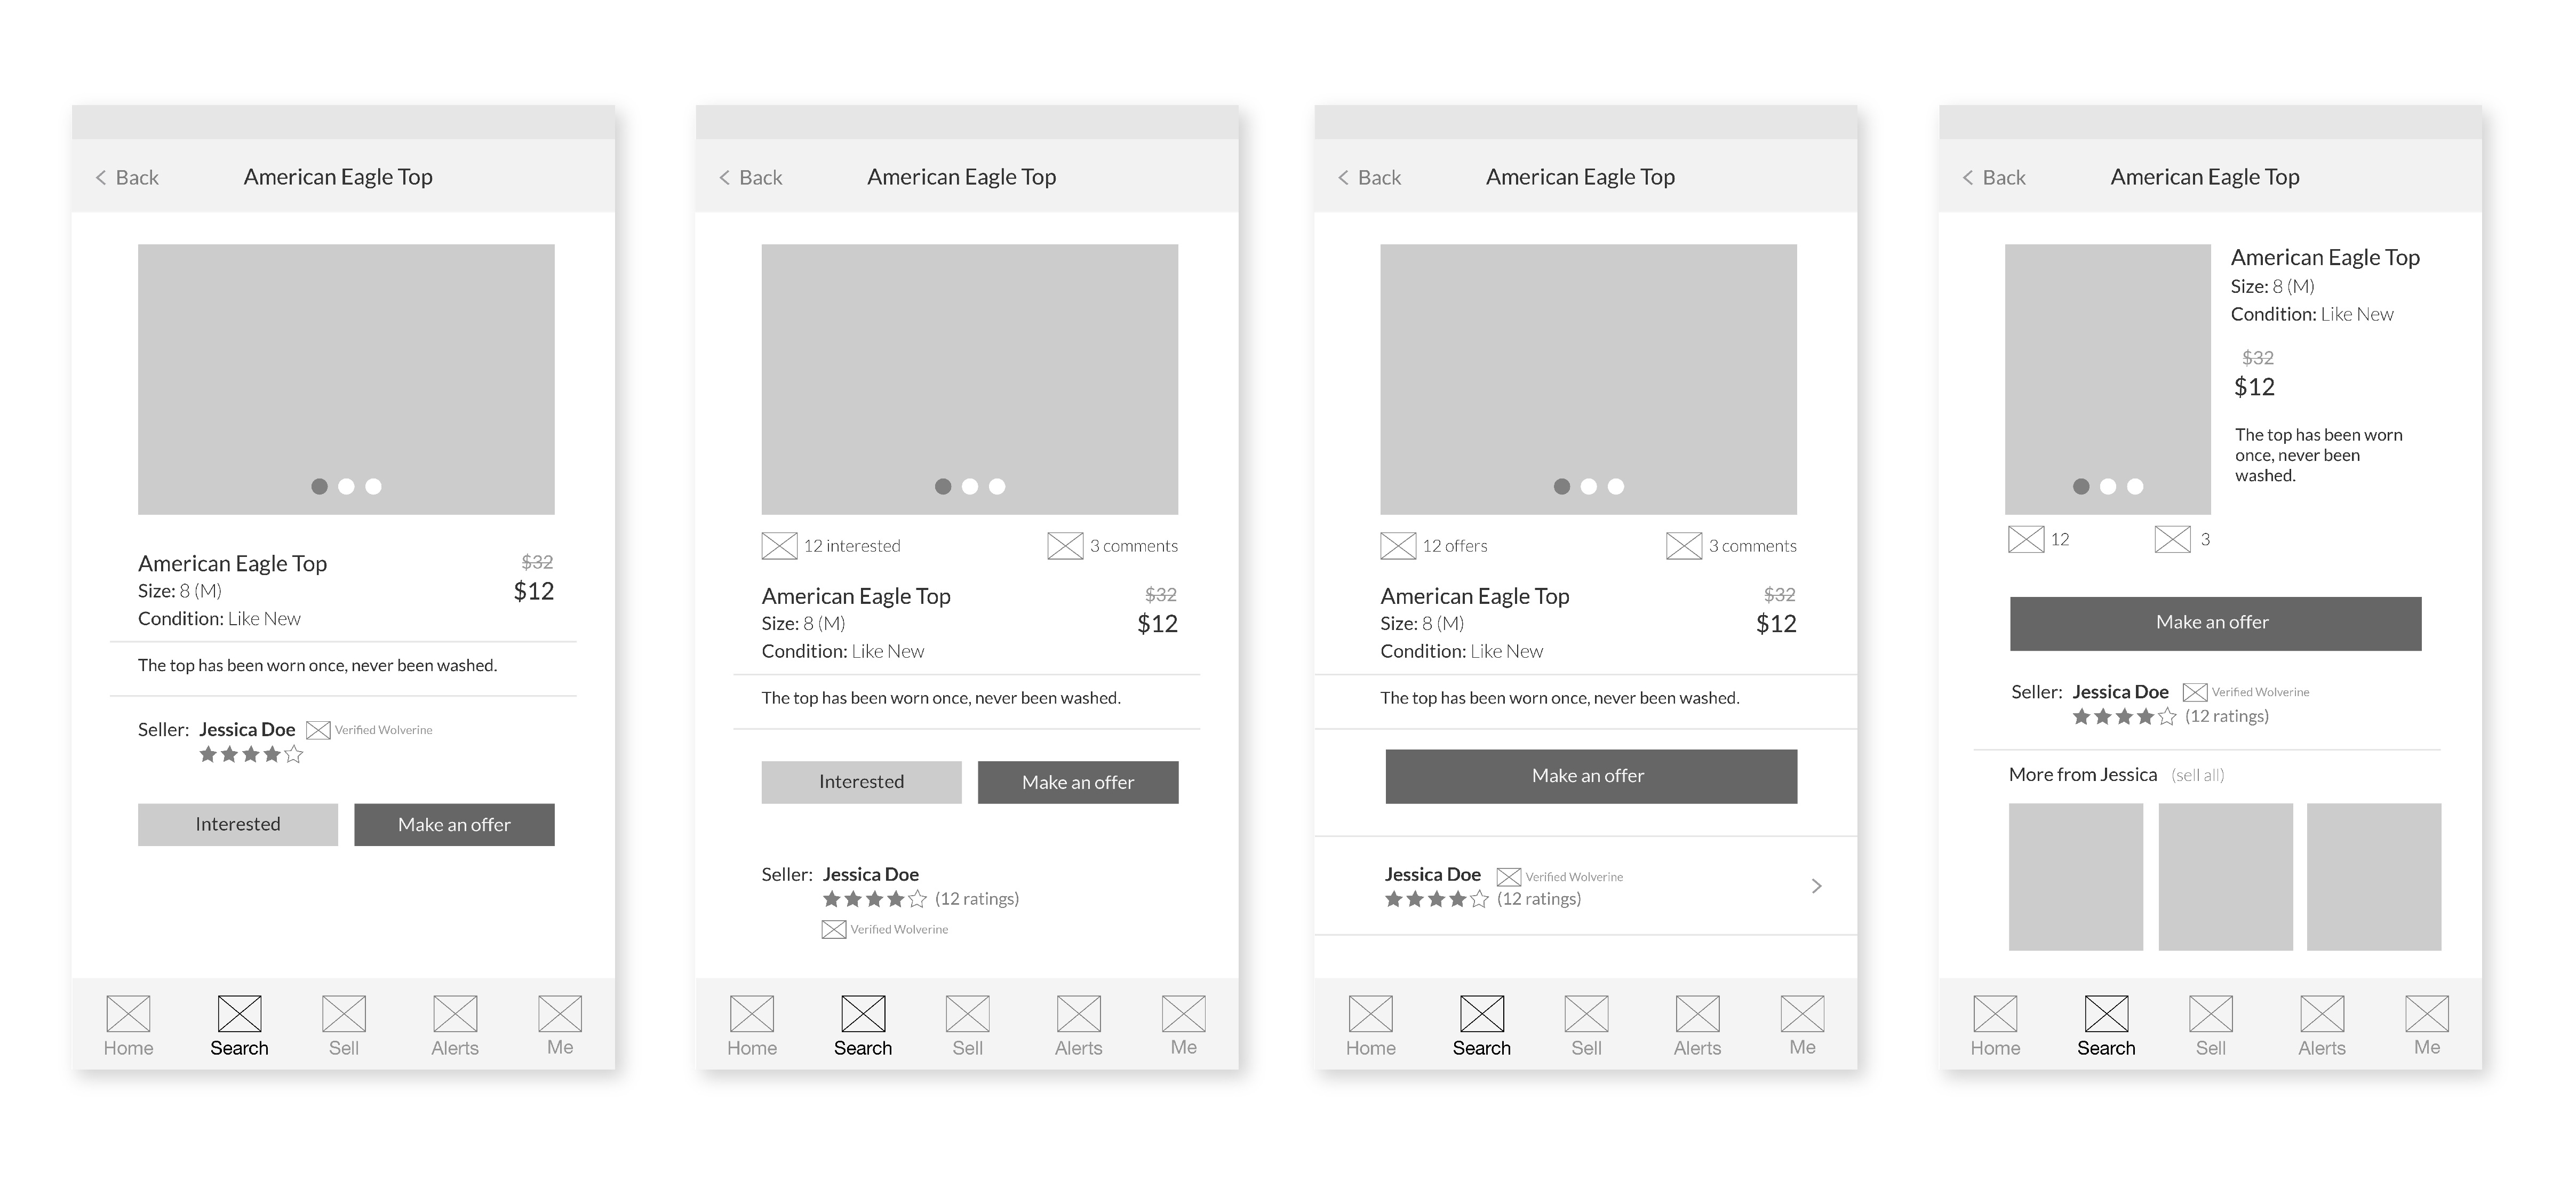 < Back American Eagle Top
American Eagle Top $32
Size: 8 (M) $12
Condition: Like New
The top has been worn once, never been washed.
Seller: Jessica Doe Verified Wolverine
Interested Make an offer
Home Search Sell Alerts Me
< Back American Eagle Top
12 interested 3 comments
American Eagle Top $32
Size: 8 (M) $12
Condition: Like New
The top has been worn once, never been washed.
Interested Make an offer
Seller: Jessica Doe
(12 ratings)
Verified Wolverine
Home Search Sell Alerts Me
< Back American Eagle Top
12 offers 3 comments
American Eagle Top $32
Size: 8 (M) $12
Condition: Like New
The top has been worn once, never been washed.
Make an offer
Jessica Doe Verified Wolverine
(12 ratings) >
Home Search Sell Alerts Me
< Back American Eagle Top
American Eagle Top
Size: 8 (M)
Condition: Like New
$32
$12
The top has been worn
once, never been
washed.
12 3
Make an offer
Seller: Jessica Doe Verified Wolverine
(12 ratings)
More from Jessica (sell all)
Home Search Sell Alerts Me